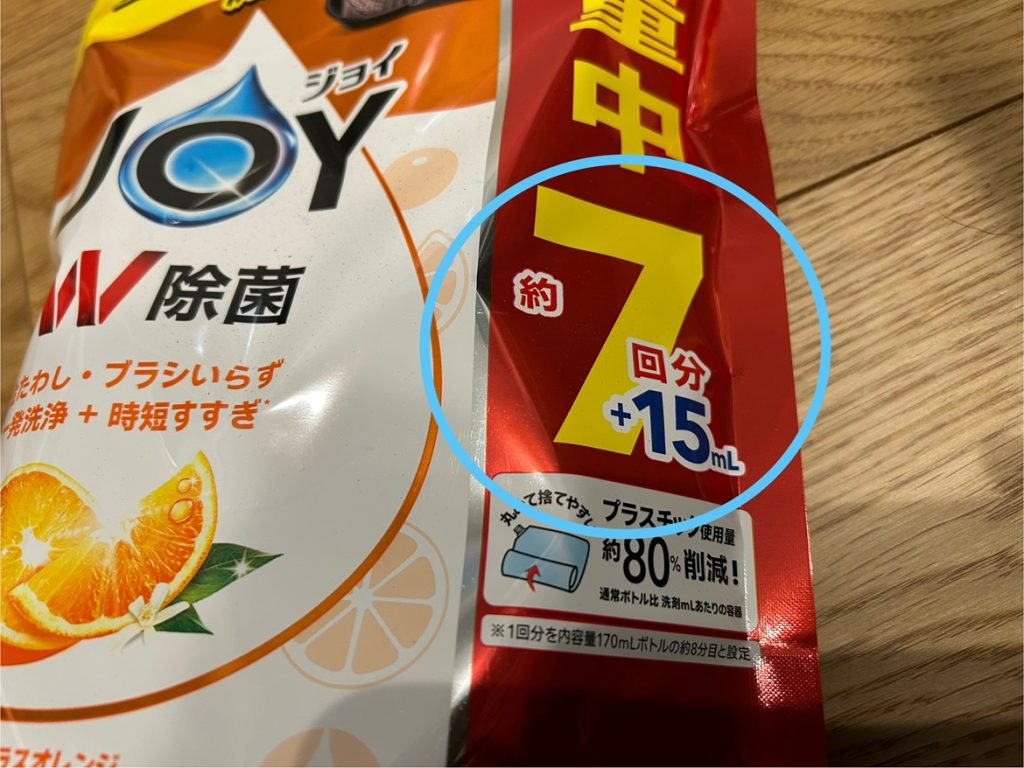 ジョイ
JOY
W除菌
たわし・ブラシいらず
発洗浄 + 時短すすぎ*
量中
約
7
回分
+15mL
捨てやすい
プラスチック使用量
約80%削減!
通常ボトル比 洗剤mLあたりの容器
※1回分を内容量170mLボトルの約8分目と設定
オレンジ